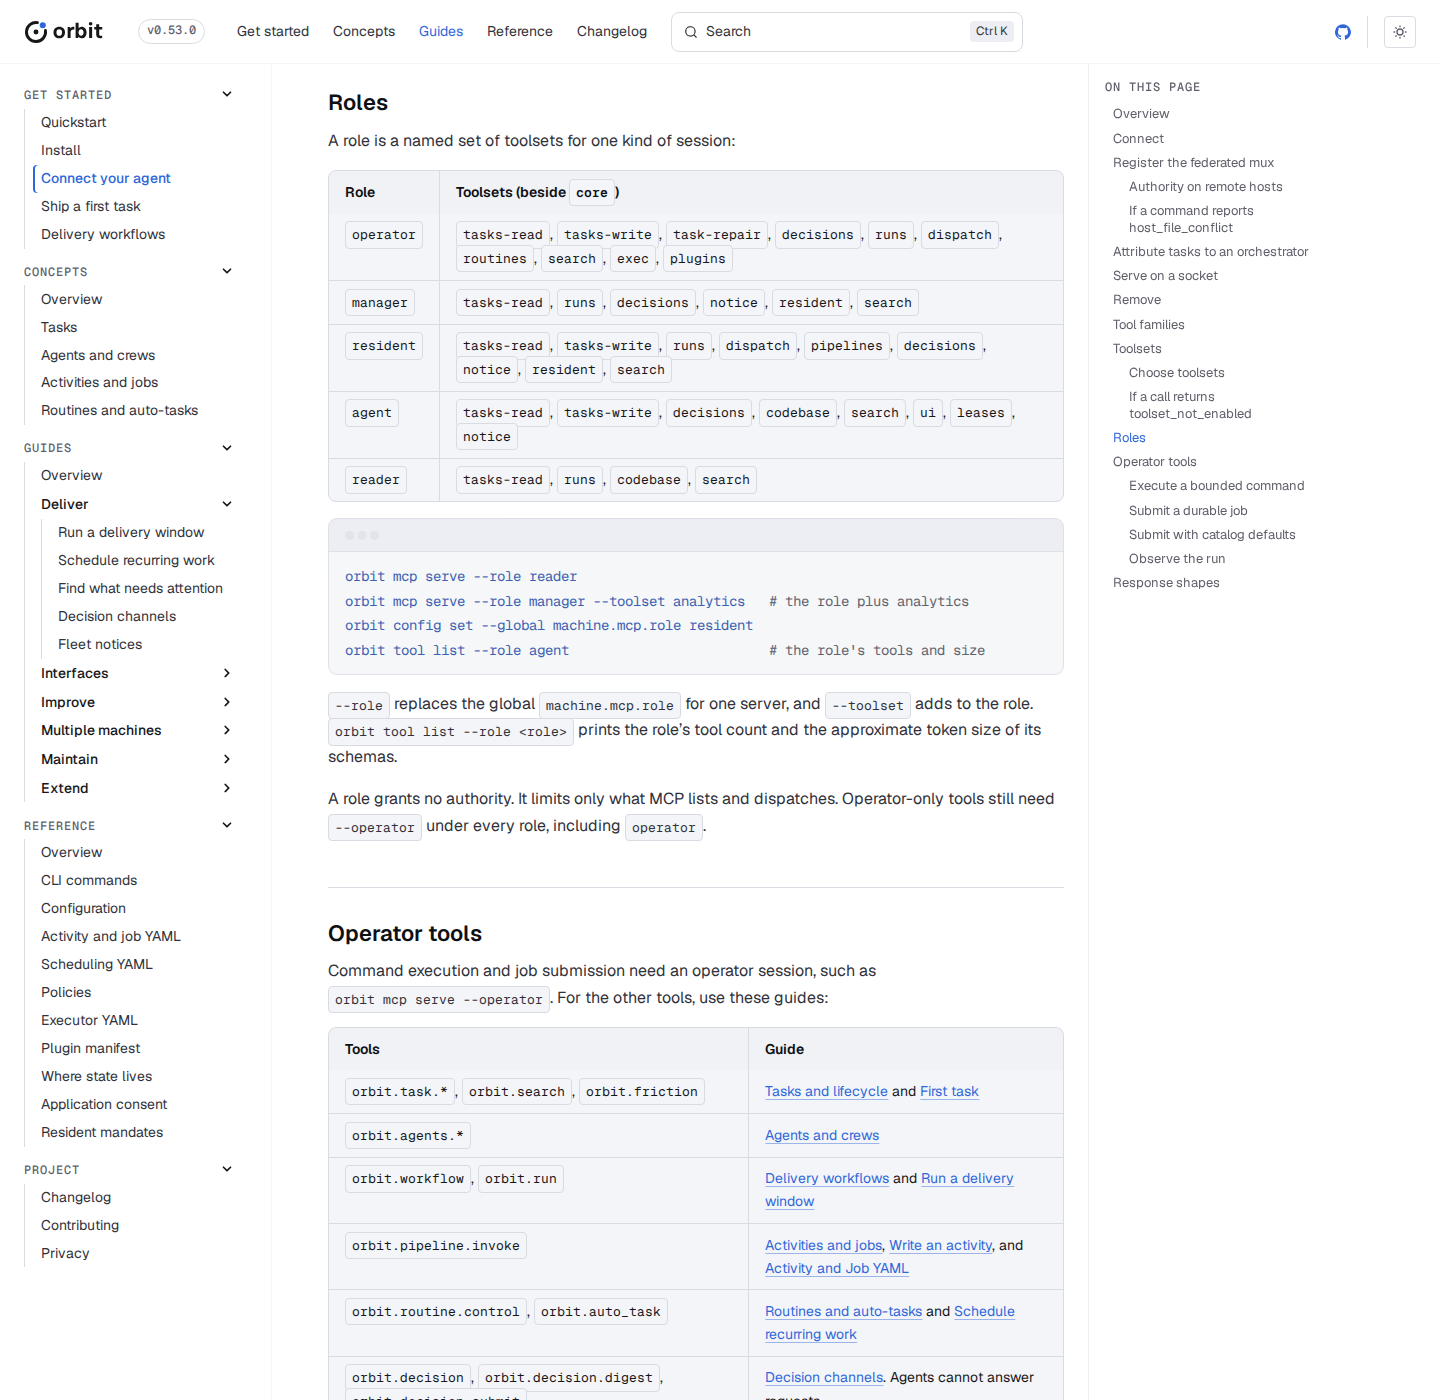 orbit
v0.53.0
Get started
Concepts
Guides
Reference
Changelog
Search
Ctrl K
GET STARTED
Quickstart
Install
Connect your agent
Ship a first task
Delivery workflows
CONCEPTS
Overview
Tasks
Agents and crews
Activities and jobs
Routines and auto-tasks
GUIDES
Overview
Deliver
Run a delivery window
Schedule recurring work
Find what needs attention
Decision channels
Fleet notices
Interfaces
Improve
Multiple machines
Maintain
Extend
REFERENCE
Overview
CLI commands
Configuration
Activity and job YAML
Scheduling YAML
Policies
Executor YAML
Plugin manifest
Where state lives
Application consent
Resident mandates
PROJECT
Changelog
Contributing
Privacy
Roles
A role is a named set of toolsets for one kind of session:
Role Toolsets (beside core)
operator tasks-read, tasks-write, task-repair, decisions, runs, dispatch,
routines, search, exec, plugins
manager tasks-read, runs, decisions, notice, resident, search
resident tasks-read, tasks-write, runs, dispatch, pipelines, decisions,
notice, resident, search
agent tasks-read, tasks-write, decisions, codebase, search, ui, leases,
notice
reader tasks-read, runs, codebase, search
orbit mcp serve --role reader
orbit mcp serve --role manager --toolset analytics # the role plus analytics
orbit config set --global machine.mcp.role resident
orbit tool list --role agent # the role's tools and size
--role replaces the global machine.mcp.role for one server, and --toolset adds to the role.
orbit tool list --role <role> prints the role's tool count and the approximate token size of its
schemas.
A role grants no authority. It limits only what MCP lists and dispatches. Operator-only tools still need
--operator under every role, including operator.
Operator tools
Command execution and job submission need an operator session, such as
orbit mcp serve --operator. For the other tools, use these guides:
Tools Guide
orbit.task.*, orbit.search, orbit.friction Tasks and lifecycle and First task
orbit.agents.* Agents and crews
orbit.workflow, orbit.run Delivery workflows and Run a delivery
window
orbit.pipeline.invoke Activities and jobs, Write an activity, and
Activity and Job YAML
orbit.routine.control, orbit.auto_task Routines and auto-tasks and Schedule
recurring work
orbit.decision, orbit.decision.digest, Decision channels. Agents cannot answer
ON THIS PAGE
Overview
Connect
Register the federated mux
Authority on remote hosts
If a command reports
host_file_conflict
Attribute tasks to an orchestrator
Serve on a socket
Remove
Tool families
Toolsets
Choose toolsets
If a call returns
toolset_not_enabled
Roles
Operator tools
Execute a bounded command
Submit a durable job
Submit with catalog defaults
Observe the run
Response shapes